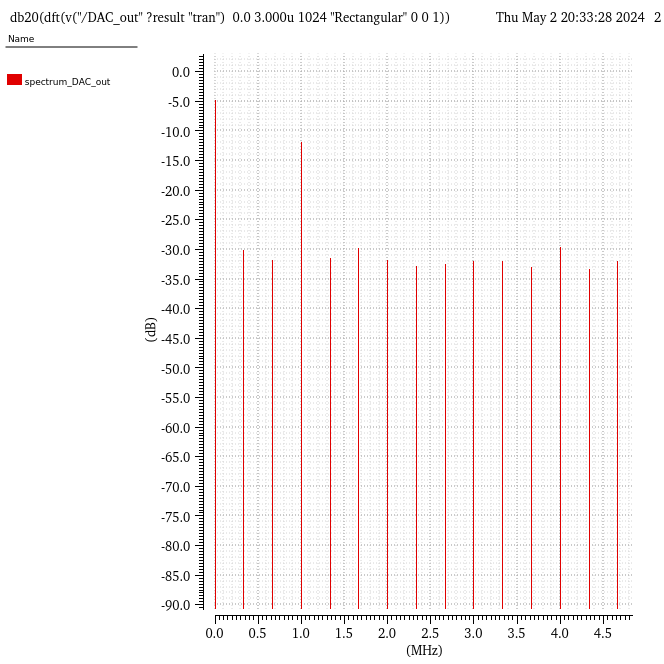 db20(dft(v("/DAC_out" ?result "tran")  0.0 3.000u 1024 "Rectangular" 0 0 1))
Thu May 2 20:33:28 2024   2
Name
spectrum_DAC_out
0.0
-5.0
-10.0
-15.0
-20.0
-25.0
-30.0
-35.0
-40.0
-45.0
-50.0
-55.0
-60.0
-65.0
-70.0
-75.0
-80.0
-85.0
-90.0
(dB)
0.0 0.5 1.0 1.5 2.0 2.5 3.0 3.5 4.0 4.5
(MHz)